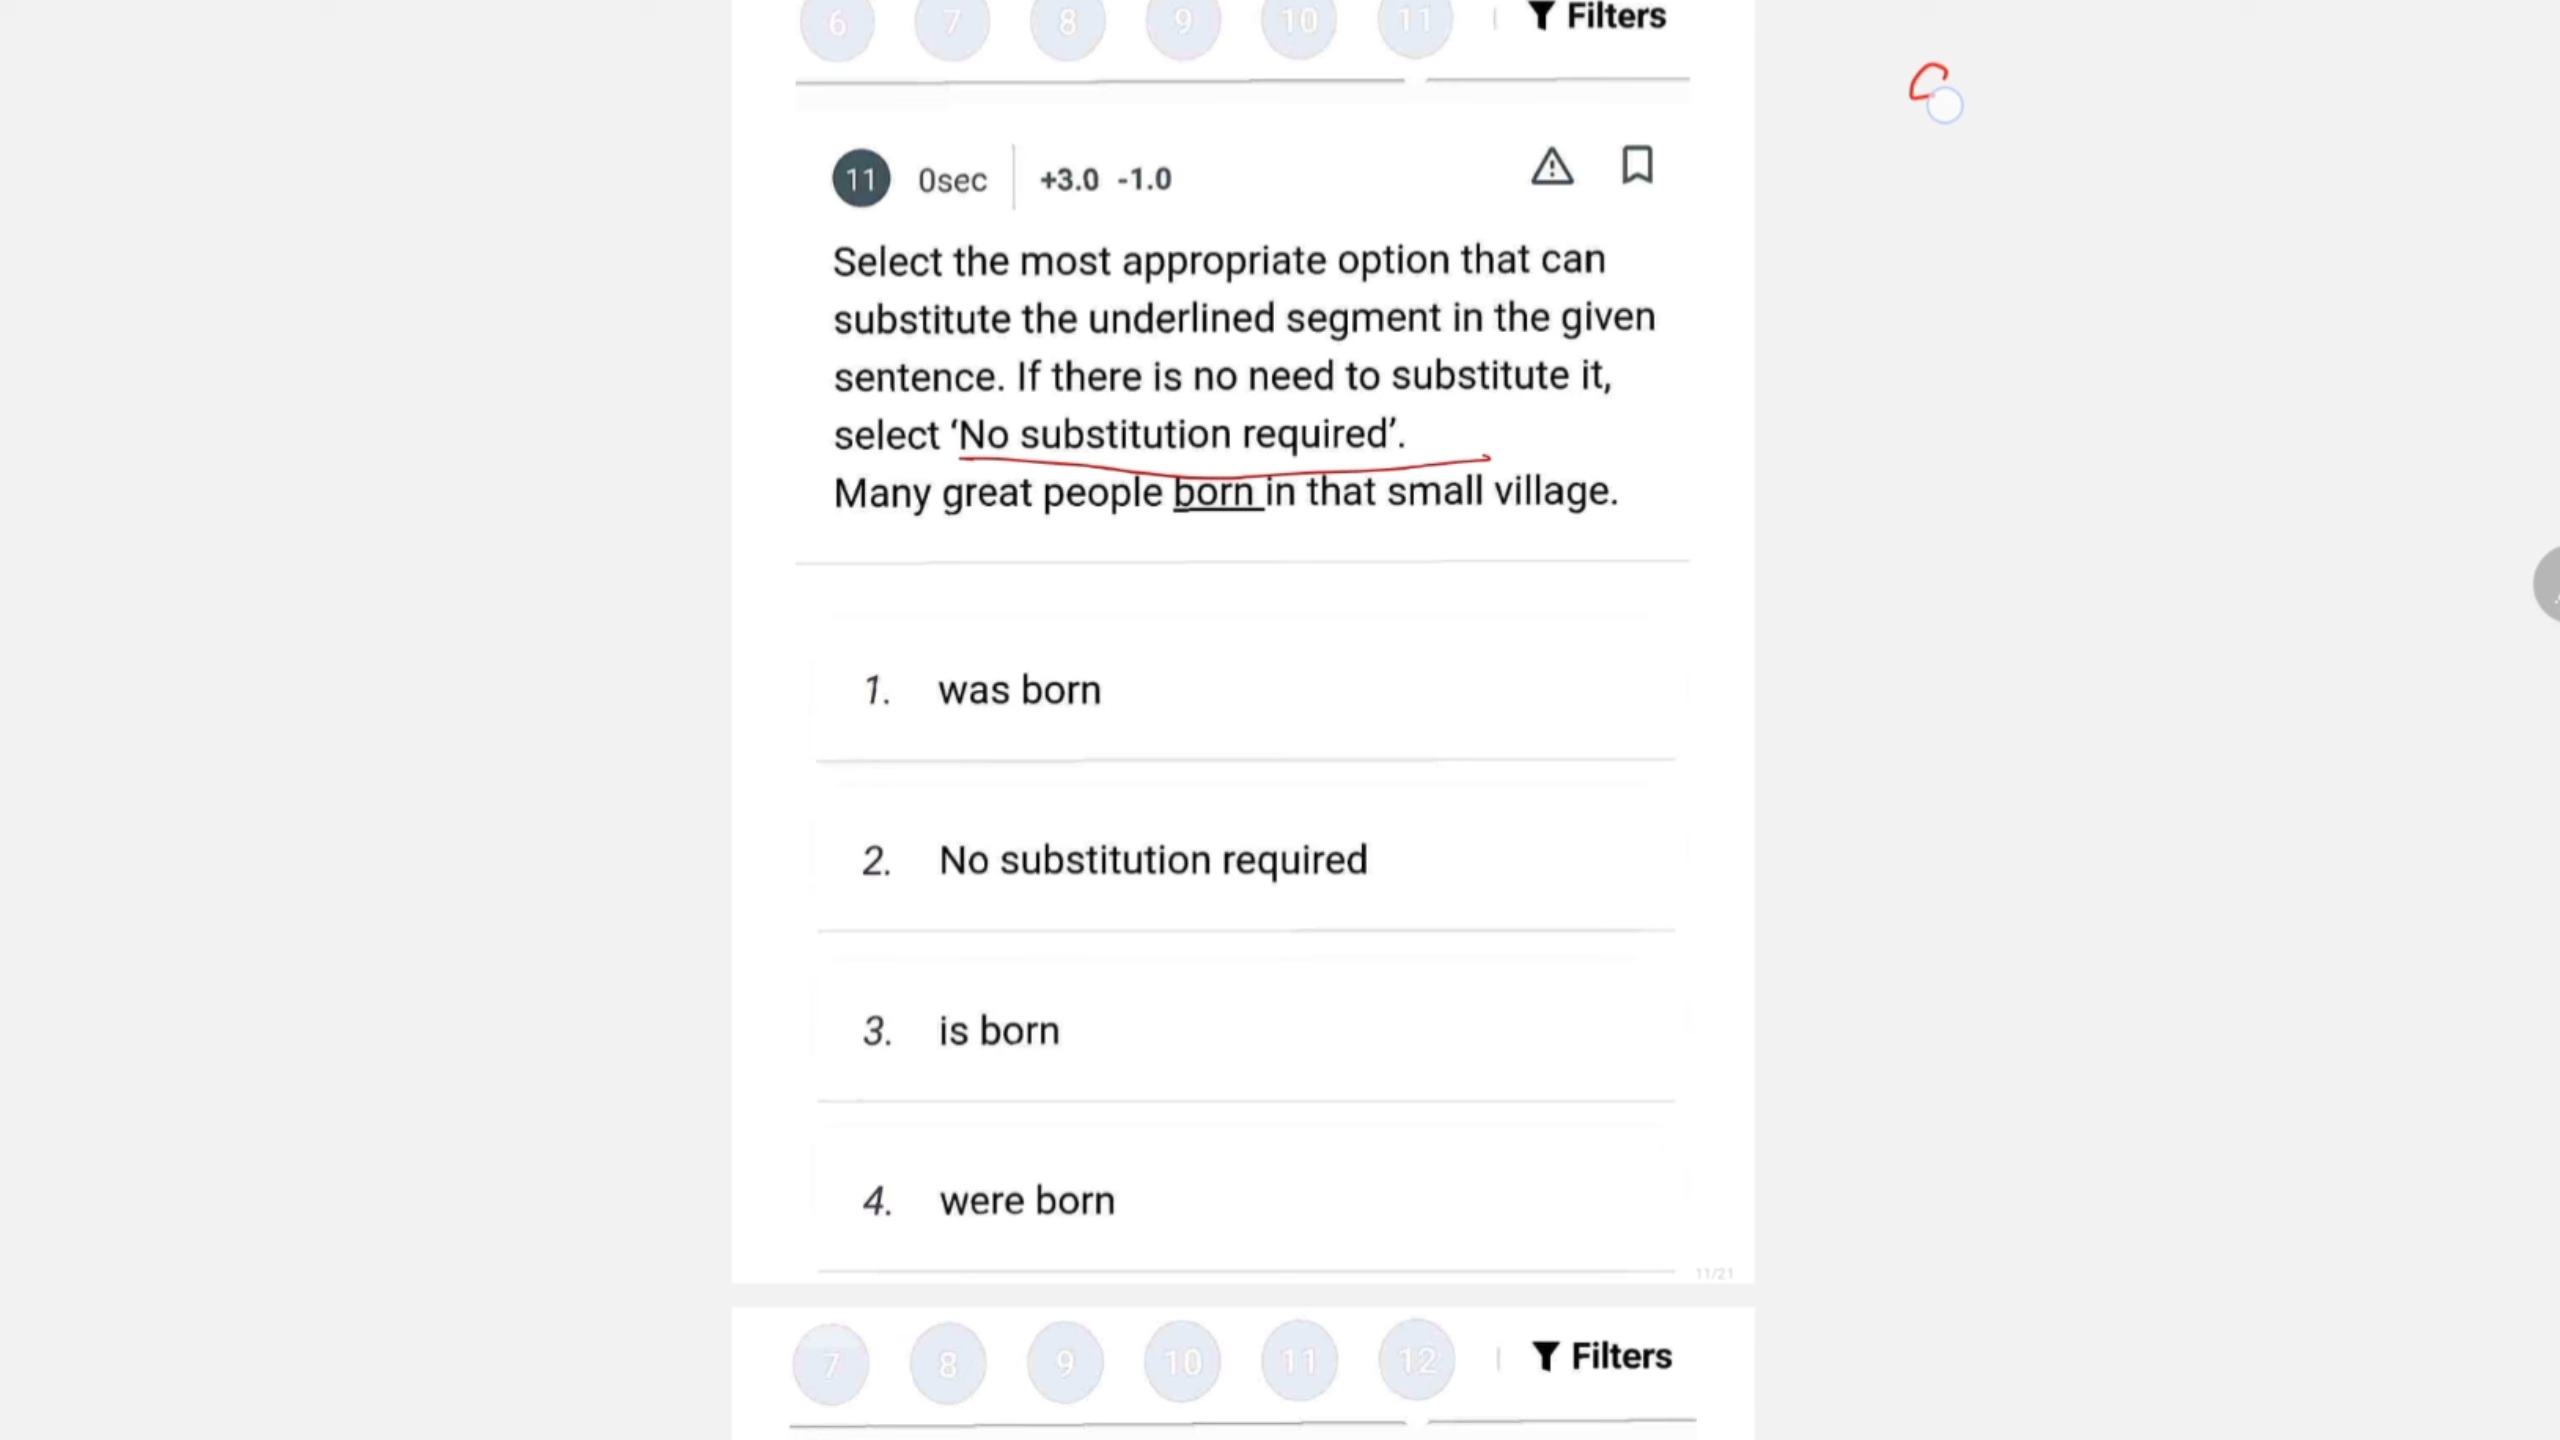 6 7 8 9 10 11 Filters
11 0sec +3.0 -1.0
Select the most appropriate option that can
substitute the underlined segment in the given
sentence. If there is no need to substitute it,
select ‘No substitution required’.
Many great people born in that small village.
1. was born
2. No substitution required
3. is born
4. were born
11/21
7 8 9 10 11 12 Filters